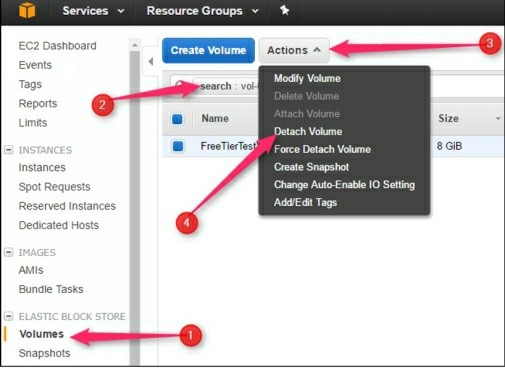 Services Resource Groups
EC2 Dashboard
Events
Tags
Reports
Limits
INSTANCES
Instances
Spot Requests
Reserved Instances
Dedicated Hosts
IMAGES
AMIs
Bundle Tasks
ELASTIC BLOCK STORE
Volumes
Snapshots
1
2
Create Volume Actions
3
search : vol-
Name Size
FreeTierTest 8 GiB
Modify Volume
Delete Volume
Attach Volume
Detach Volume
Force Detach Volume
Create Snapshot
Change Auto-Enable IO Setting
Add/Edit Tags
4